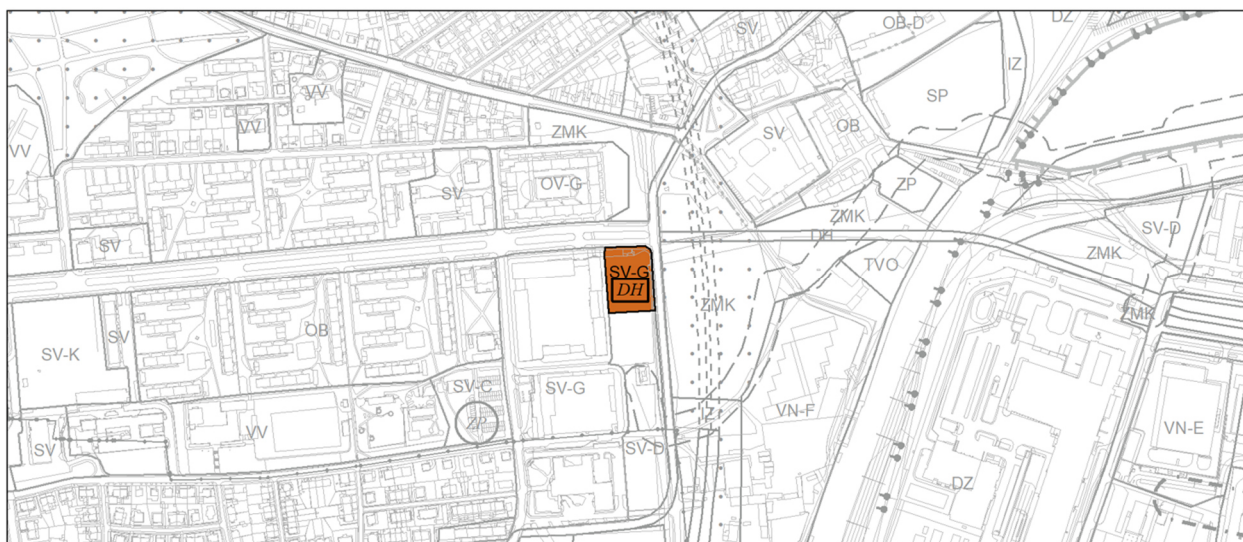 SV
OB-D
DZ
IZ
VV
SP
VV
ZMK
SV
OB
VV
SV
OV-G
ZP
ZMK
SV
DH
SV-D
ZMK
TVO
SV-G
DH
ZMK
ZMK
OB
SV
SV-K
SV-C
SV-G
ZP
VN-F
VV
VN-E
SV
SV-D
DZ